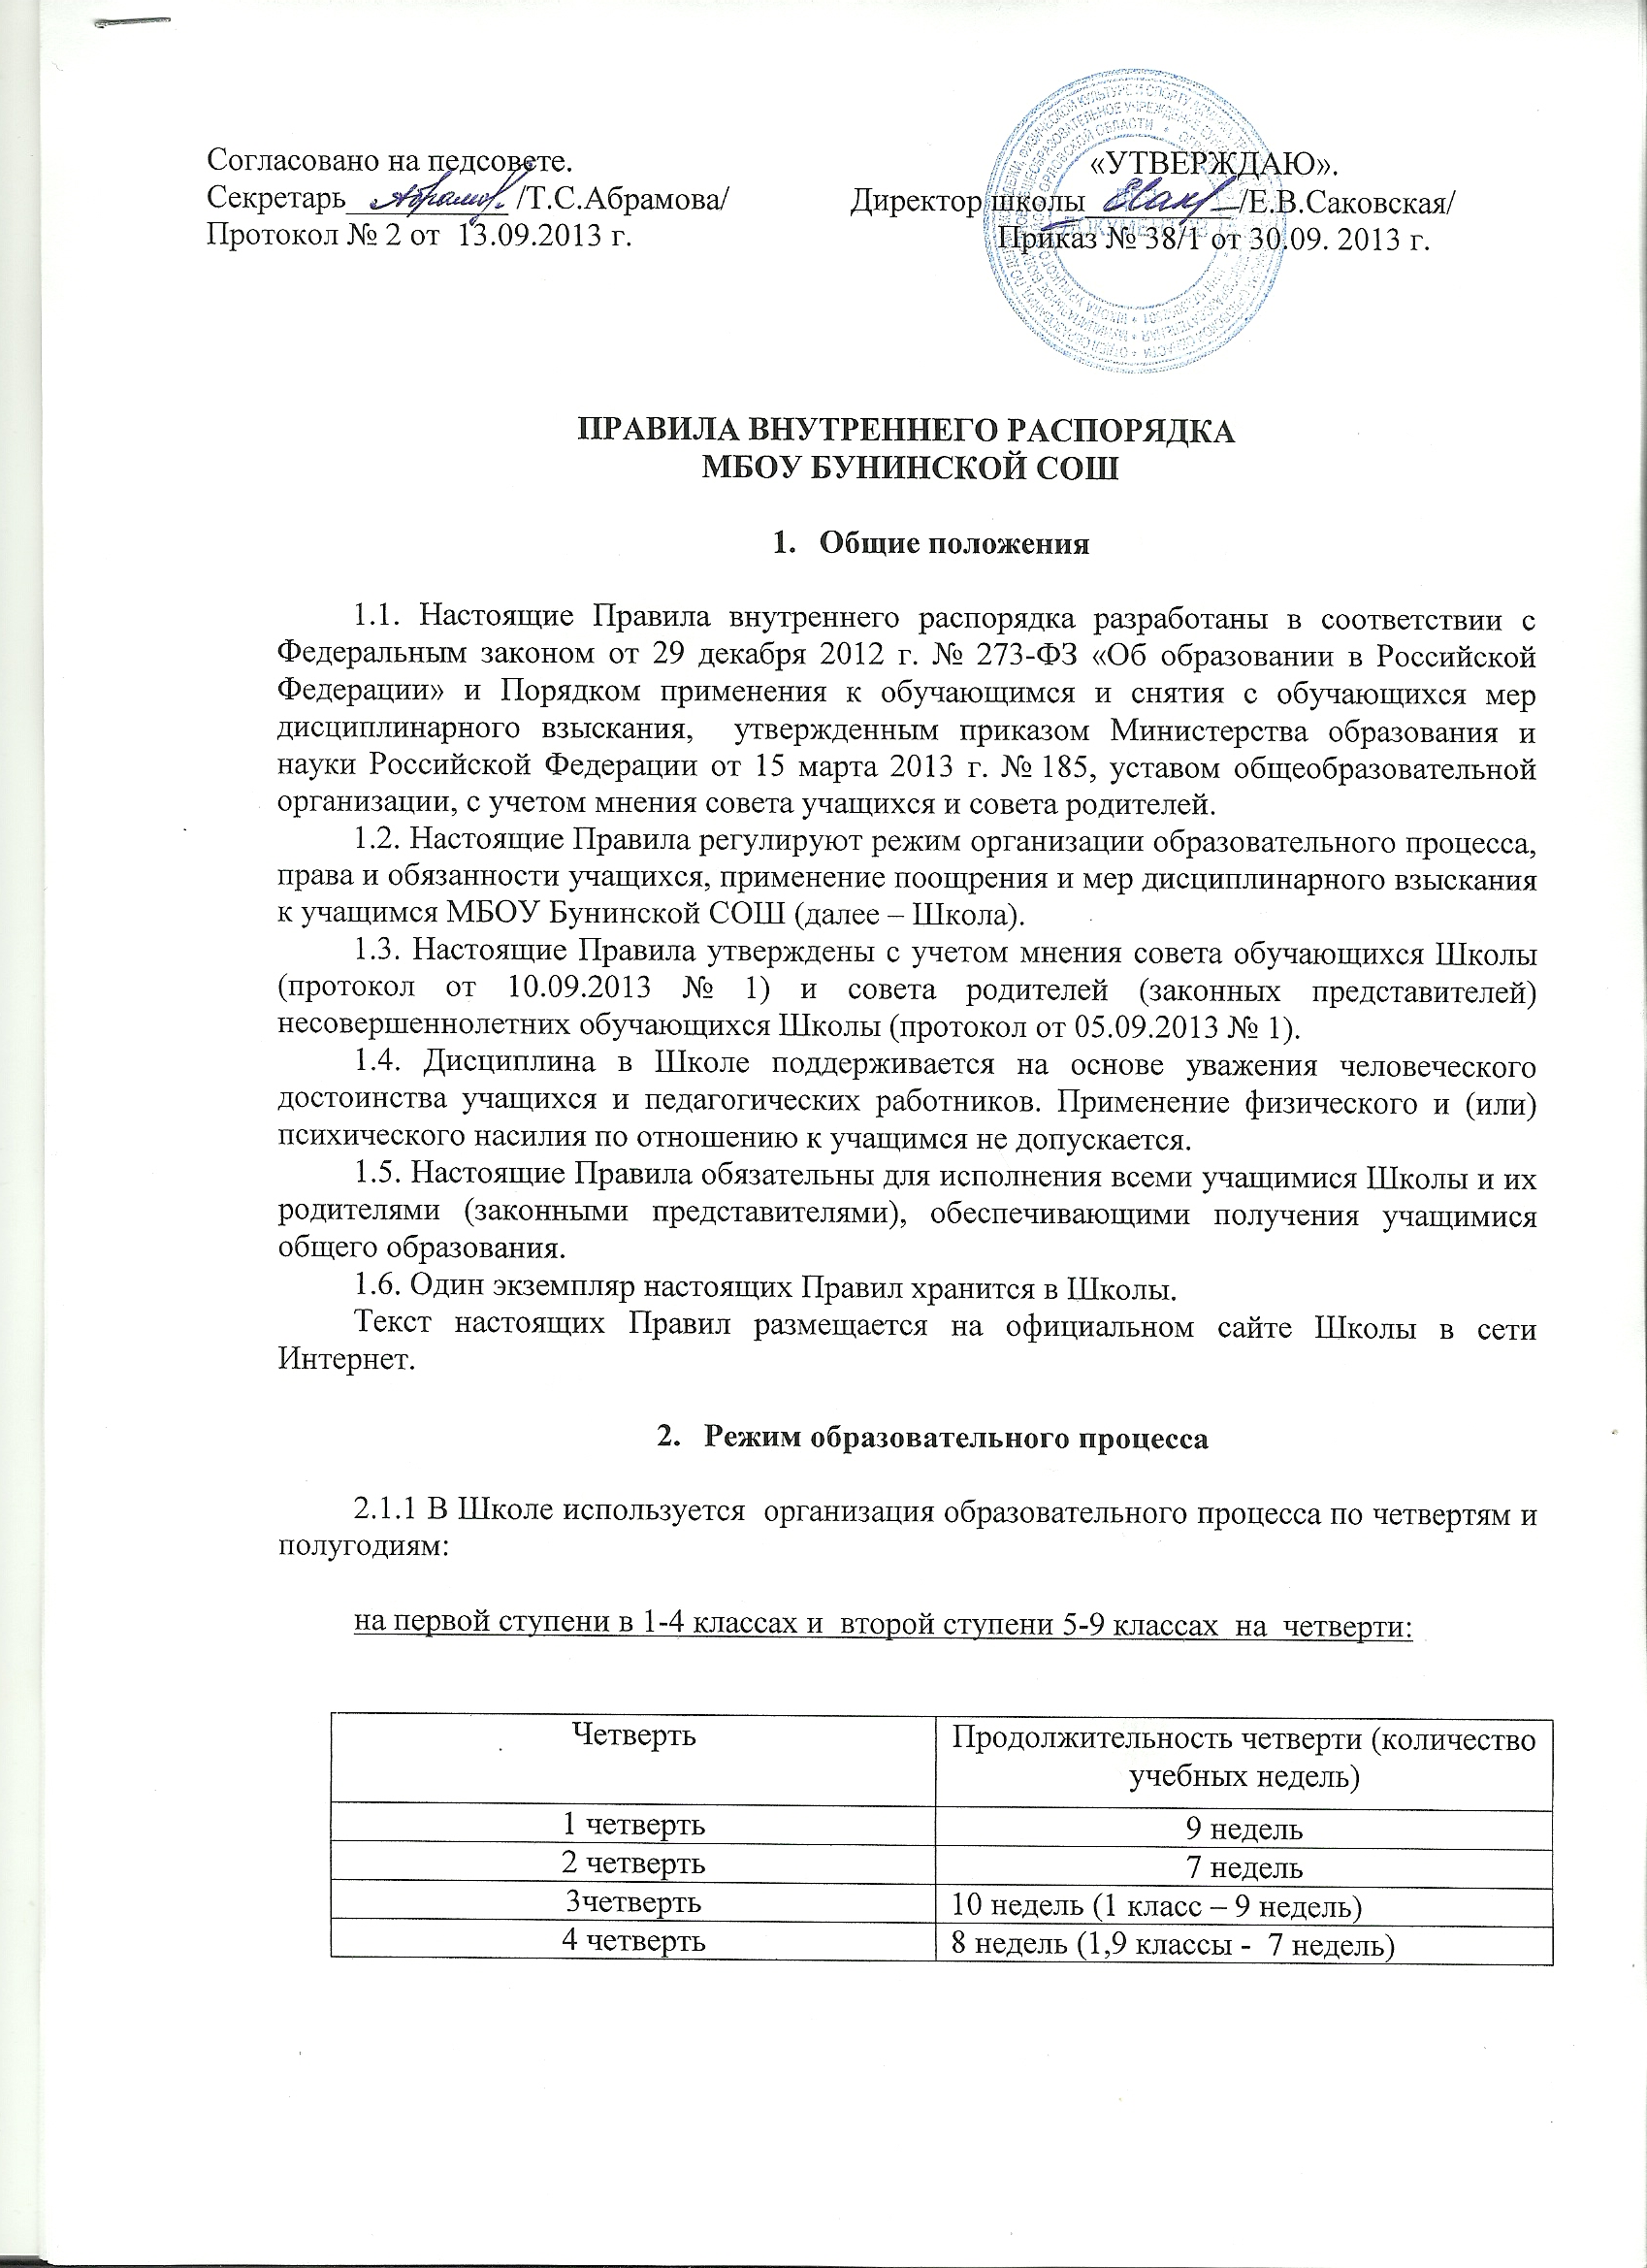 Согласовано на педсовете.
Секретарь__________ /Т.С.Абрамова/
Протокол № 2 от  13.09.2013 г.
«УТВЕРЖДАЮ».
Директор школы_________/Е.В.Саковская/
Приказ № 38/1 от 30.09. 2013 г.
ПРАВИЛА ВНУТРЕННЕГО РАСПОРЯДКА
МБОУ БУНИНСКОЙ СОШ
1. Общие положения
1.1. Настоящие Правила внутреннего распорядка разработаны в соответствии с
Федеральным законом от 29 декабря 2012 г. № 273-ФЗ «Об образовании в Российской
Федерации» и Порядком применения к обучающимся и снятия с обучающихся мер
дисциплинарного взыскания,  утвержденным приказом Министерства образования и
науки Российской Федерации от 15 марта 2013 г. № 185, уставом общеобразовательной
организации, с учетом мнения совета учащихся и совета родителей.
1.2. Настоящие Правила регулируют режим организации образовательного процесса,
права и обязанности учащихся, применение поощрения и мер дисциплинарного взыскания
к учащимся МБОУ Бунинской СОШ (далее – Школа).
1.3. Настоящие Правила утверждены с учетом мнения совета обучающихся Школы
(протокол от 10.09.2013 № 1) и совета родителей (законных представителей)
несовершеннолетних обучающихся Школы (протокол от 05.09.2013 № 1).
1.4. Дисциплина в Школе поддерживается на основе уважения человеческого
достоинства учащихся и педагогических работников. Применение физического и (или)
психического насилия по отношению к учащимся не допускается.
1.5. Настоящие Правила обязательны для исполнения всеми учащимися Школы и их
родителями (законными представителями), обеспечивающими получения учащимися
общего образования.
1.6. Один экземпляр настоящих Правил хранится в Школы.
Текст настоящих Правил размещается на официальном сайте Школы в сети
Интернет.
2. Режим образовательного процесса
2.1.1 В Школе используется  организация образовательного процесса по четвертям и
полугодиям:
на первой ступени в 1-4 классах и  второй ступени 5-9 классах  на  четверти:
Четверть
Продолжительность четверти (количество
учебных недель)
1 четверть
9 недель
2 четверть
7 недель
3четверть
10 недель (1 класс – 9 недель)
4 четверть
8 недель (1,9 классы -  7 недель)